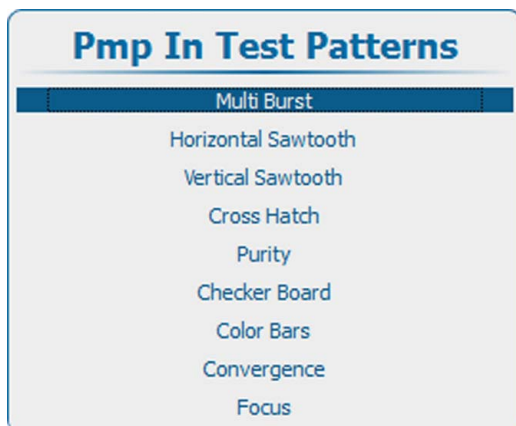 Pmp In Test Patterns
Multi Burst
Horizontal Sawtooth
Vertical Sawtooth
Cross Hatch
Purity
Checker Board
Color Bars
Convergence
Focus